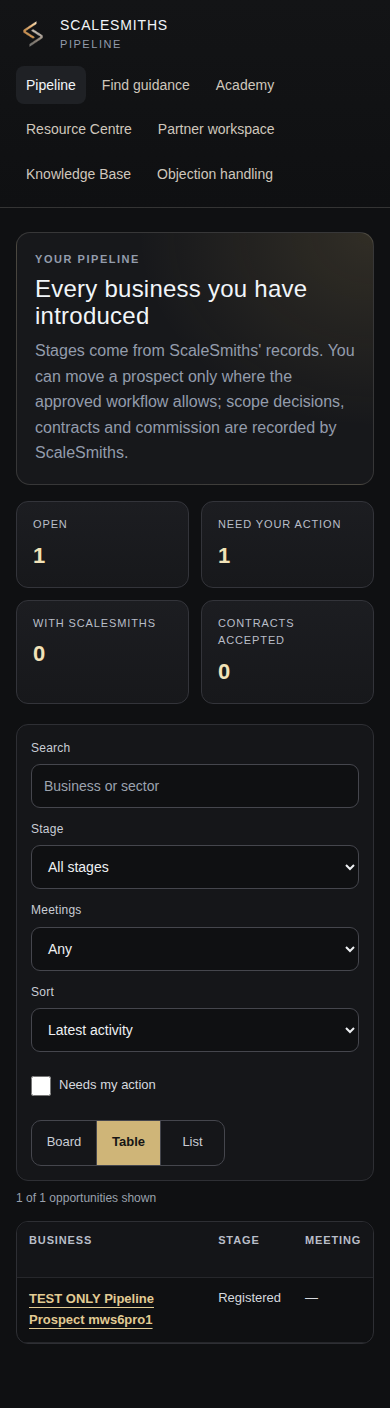 SCALESMITHS
PIPELINE
Pipeline
Find guidance
Academy
Resource Centre
Partner workspace
Knowledge Base
Objection handling
YOUR PIPELINE
Every business you have
introduced
Stages come from ScaleSmiths' records. You
can move a prospect only where the
approved workflow allows; scope decisions,
contracts and commission are recorded by
ScaleSmiths.
OPEN
1
NEED YOUR ACTION
1
WITH SCALESMITHS
0
CONTRACTS
ACCEPTED
0
Search
Business or sector
Stage
All stages
Meetings
Any
Sort
Latest activity
Needs my action
Board
Table
List
1 of 1 opportunities shown
BUSINESS
STAGE
MEETING
TEST ONLY Pipeline
Prospect mws6pro1
Registered
—